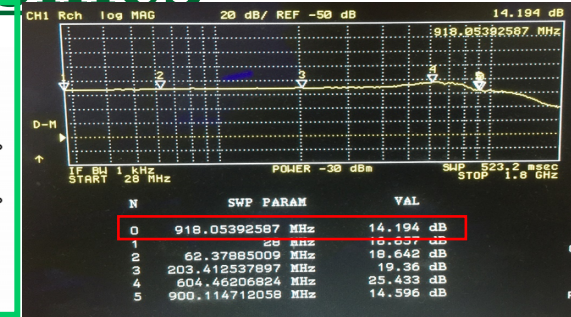 CH1 Rch log MAG 20 dB/ REF -50 dB 14.194 dB
918.05392587 MHz
1 2 3 4
D-M
IF BW 1 kHz POWER -30 dBm SWP 523.2 msec
START 28 MHz STOP 1.8 GHz
N SWP PARAM VAL
0 918.05392587 MHz 14.194 dB
1 28 MHz 18.657 dB
2 62.37885009 MHz 18.642 dB
3 203.412537897 MHz 19.36 dB
4 604.46206824 MHz 25.433 dB
5 900.114712058 MHz 14.596 dB